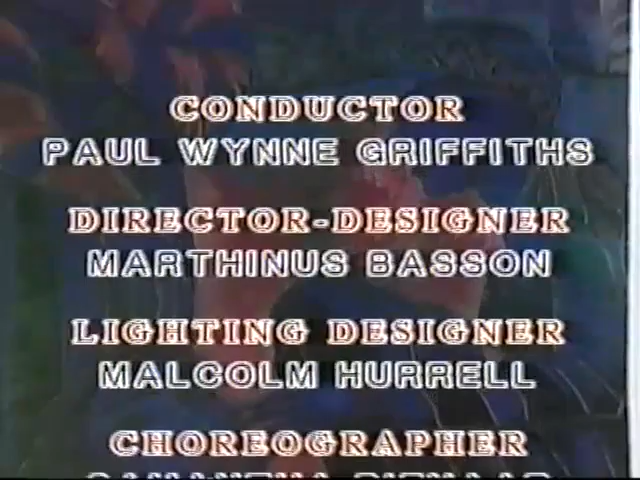 CONDUCTOR
PAUL WYNNE GRIFFITHS
DIRECTOR-DESIGNER
MARTHINUS BASSON
LIGHTING DESIGNER
MALCOLM HURRELL
CHOREOGRAPHER